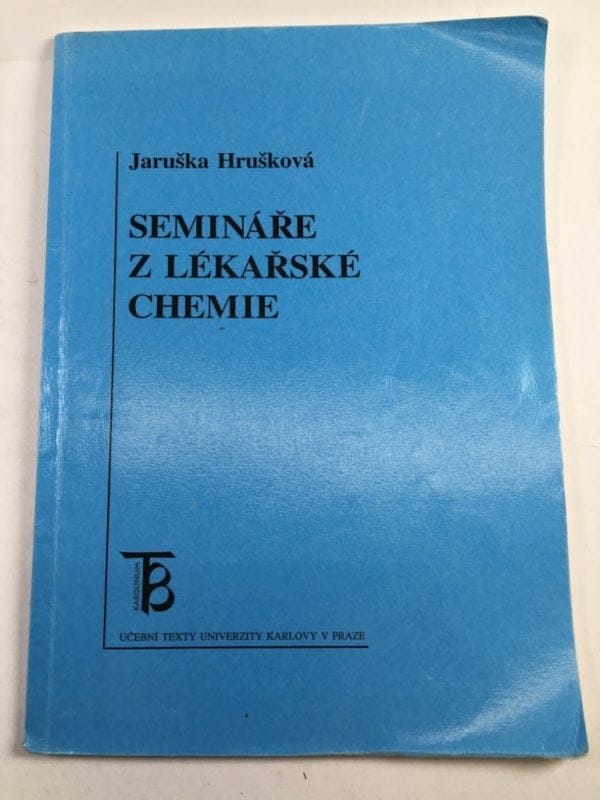 Jaruška Hrušková
SEMINÁŘE
Z LÉKAŘSKÉ
CHEMIE
KAROLINUM
UČEBNÍ TEXTY UNIVERZITY KARLOVY V PRAZE